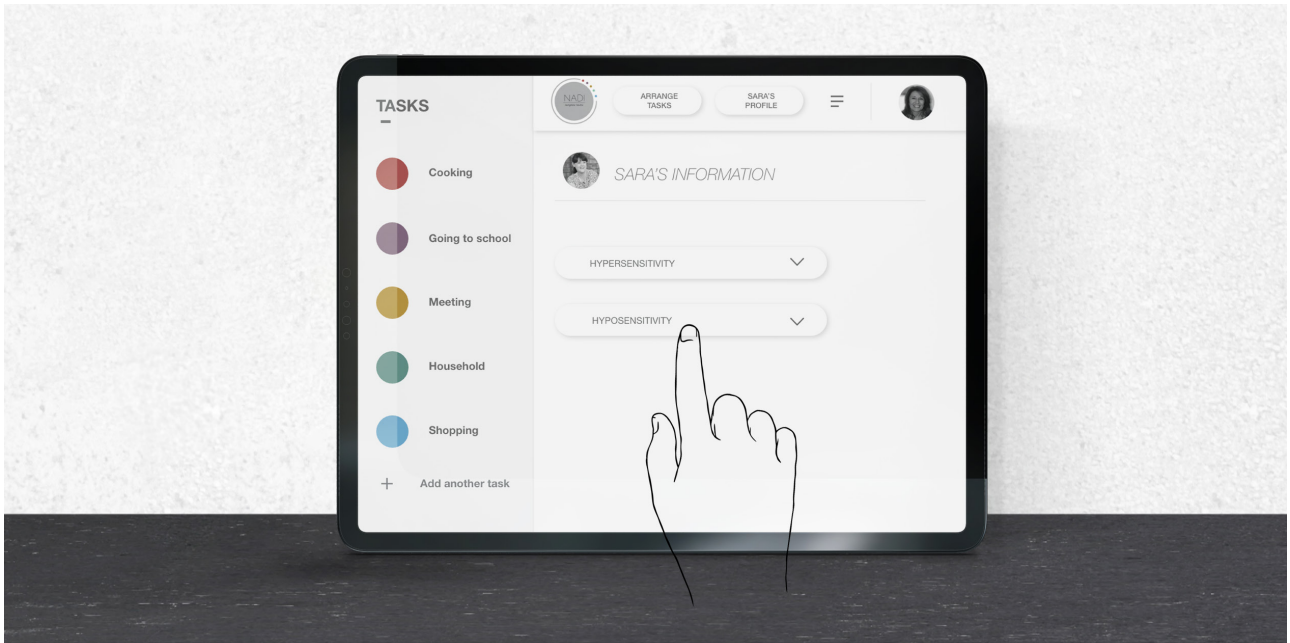 TASKS
Cooking
Going to school
Meeting
Household
Shopping
+ Add another task
NADI
ARRANGE
TASKS
SARA'S
PROFILE
SARA'S INFORMATION
HYPERSENSITIVITY
HYPOSENSITIVITY